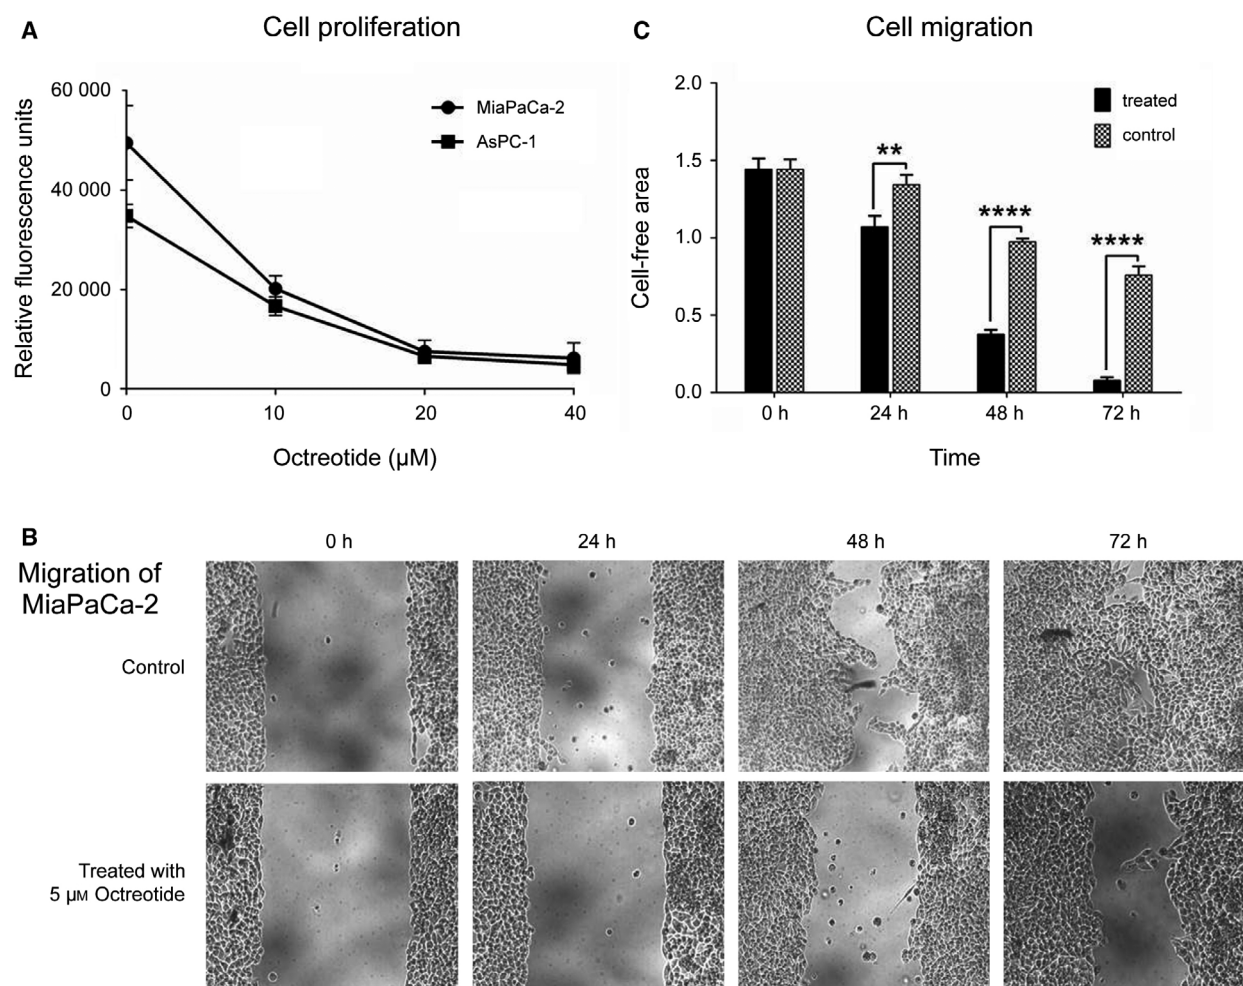 A
Cell proliferation
60 000
40 000
20 000
0
Relative fluorescence units
MiaPaCa-2
AsPC-1
0
10
20
40
Octreotide (µM)
C
Cell migration
2.0
1.5
1.0
0.5
0.0
Cell-free area
treated
control
**
****
****
0 h
24 h
48 h
72 h
Time
B
Migration of
MiaPaCa-2
0 h
24 h
48 h
72 h
Control
Treated with
5 µM Octreotide